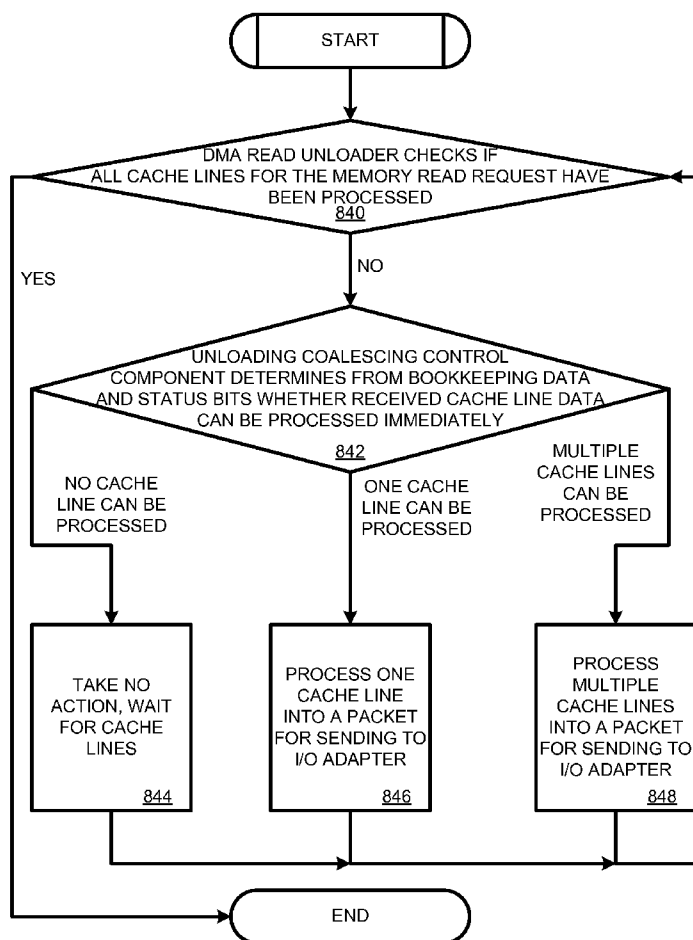 START
DMA READ UNLOADER CHECKS IF
ALL CACHE LINES FOR THE MEMORY READ REQUEST HAVE
BEEN PROCESSED
840
YES
NO
UNLOADING COALESCING CONTROL
COMPONENT DETERMINES FROM BOOKKEEPING DATA
AND STATUS BITS WHETHER RECEIVED CACHE LINE DATA
CAN BE PROCESSED IMMEDIATELY
842
NO CACHE
LINE CAN BE
PROCESSED
ONE CACHE
LINE CAN BE
PROCESSED
MULTIPLE
CACHE LINES
CAN BE
PROCESSED
TAKE NO
ACTION, WAIT
FOR CACHE
LINES
844
PROCESS ONE
CACHE LINE
INTO A PACKET
FOR SENDING TO
I/O ADAPTER
846
PROCESS
MULTIPLE
CACHE LINES
INTO A PACKET
FOR SENDING TO
I/O ADAPTER
848
END